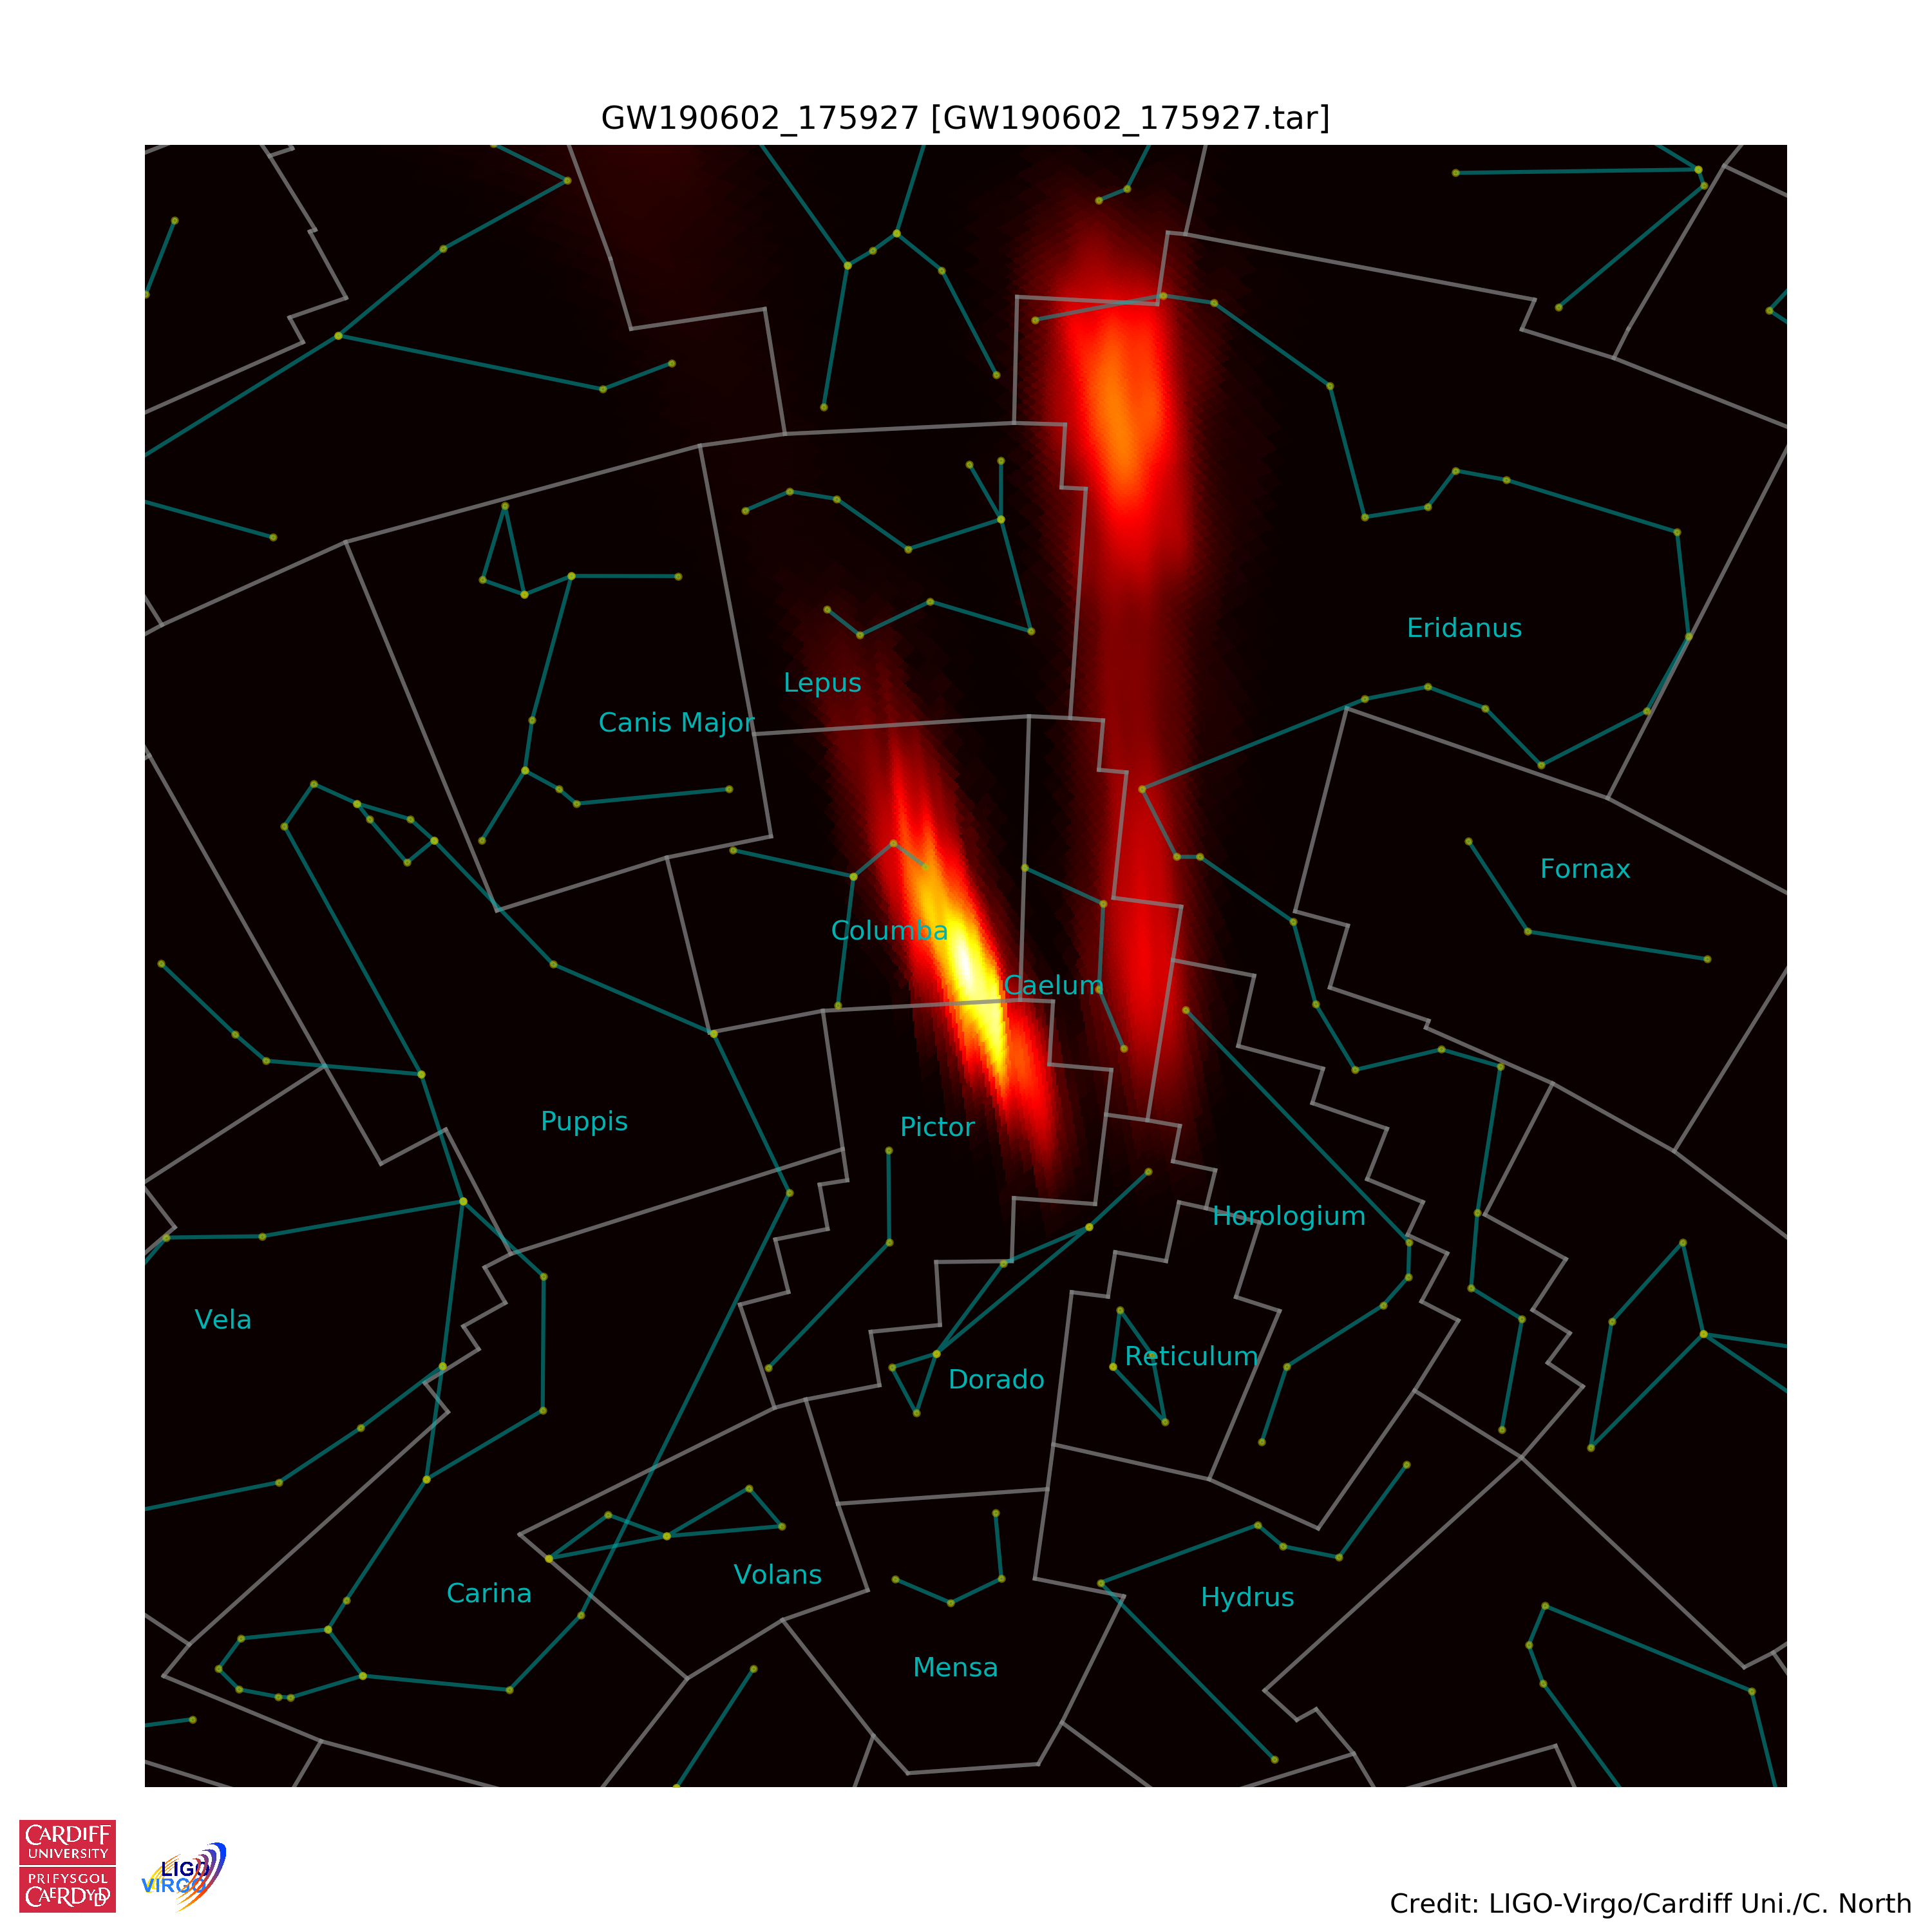 GW190602_175927 [GW190602_175927.tar]
Eridanus
Lepus
Canis Major
Fornax
Columba
Caelum
Puppis
Pictor
Horologium
Vela
Reticulum
Dorado
Volans
Carina
Hydrus
Mensa
CARDIFF
UNIVERSITY
PRIFYSGOL
CAERDYDD
LIGO
VIRGO
Credit: LIGO-Virgo/Cardiff Uni./C. North